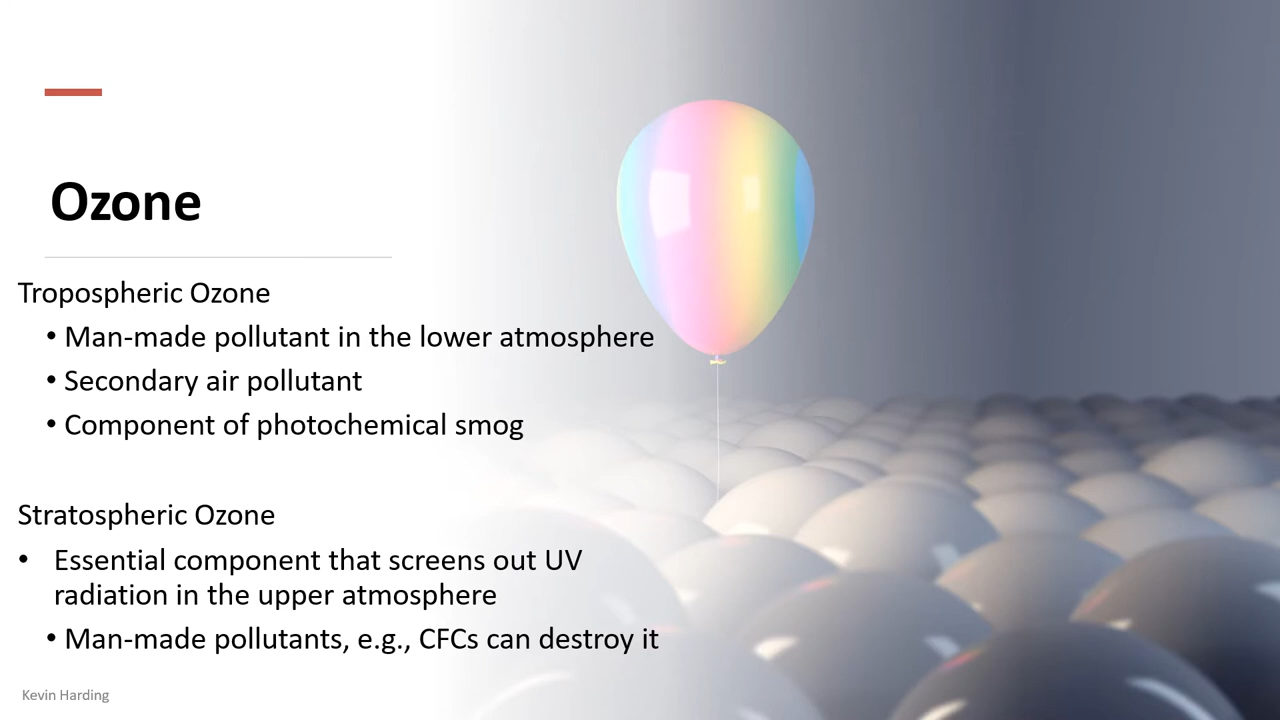 Ozone
Tropospheric Ozone
• Man-made pollutant in the lower atmosphere
• Secondary air pollutant
• Component of photochemical smog
Stratospheric Ozone
• Essential component that screens out UV
radiation in the upper atmosphere
• Man-made pollutants, e.g., CFCs can destroy it
Kevin Harding